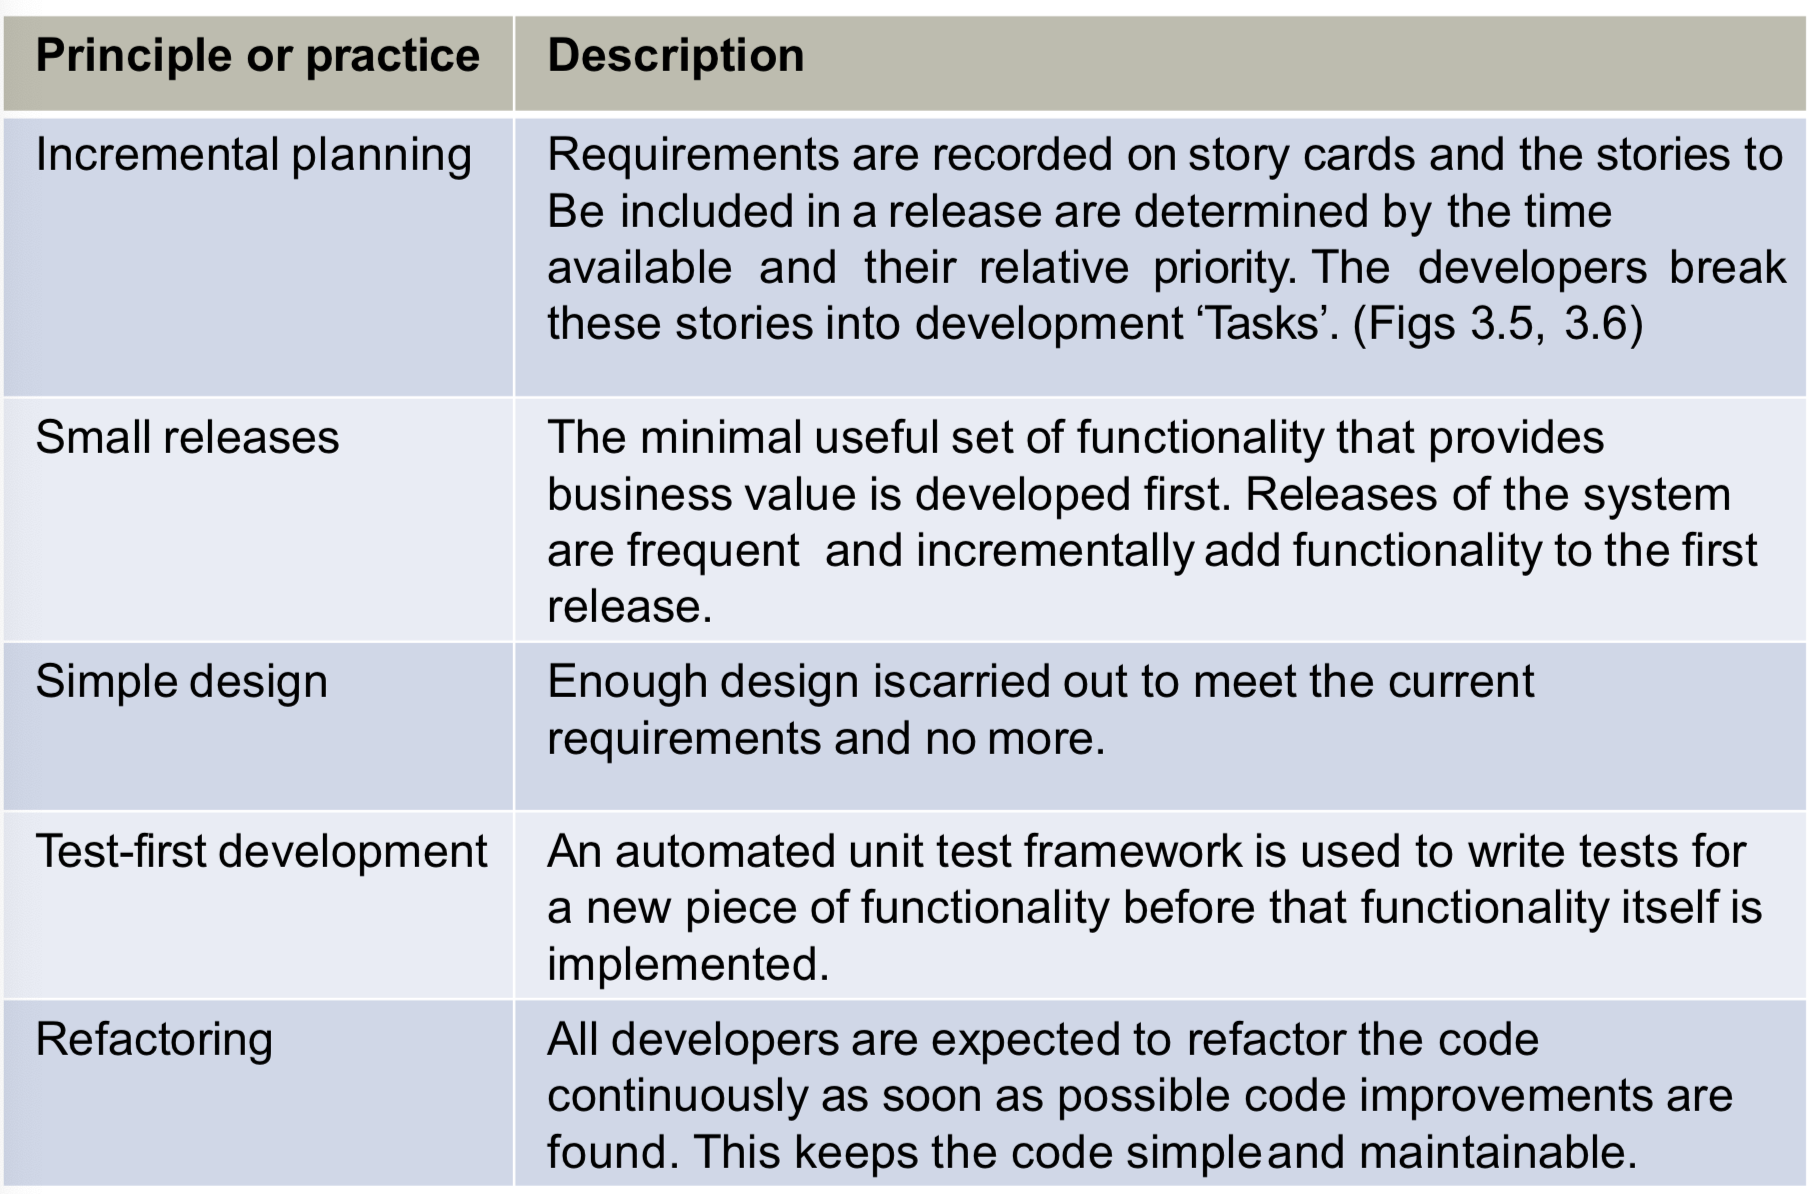 Principle or practice Description
Incremental planning Requirements are recorded on story cards and the stories to
Be included in a release are determined by the time
available and their relative priority. The developers break
these stories into development ‘Tasks’. (Figs 3.5, 3.6)
Small releases The minimal useful set of functionality that provides
business value is developed first. Releases of the system
are frequent and incrementally add functionality to the first
release.
Simple design Enough design iscarried out to meet the current
requirements and no more.
Test-first development An automated unit test framework is used to write tests for
a new piece of functionality before that functionality itself is
implemented.
Refactoring All developers are expected to refactor the code
continuously as soon as possible code improvements are
found. This keeps the code simpleand maintainable.